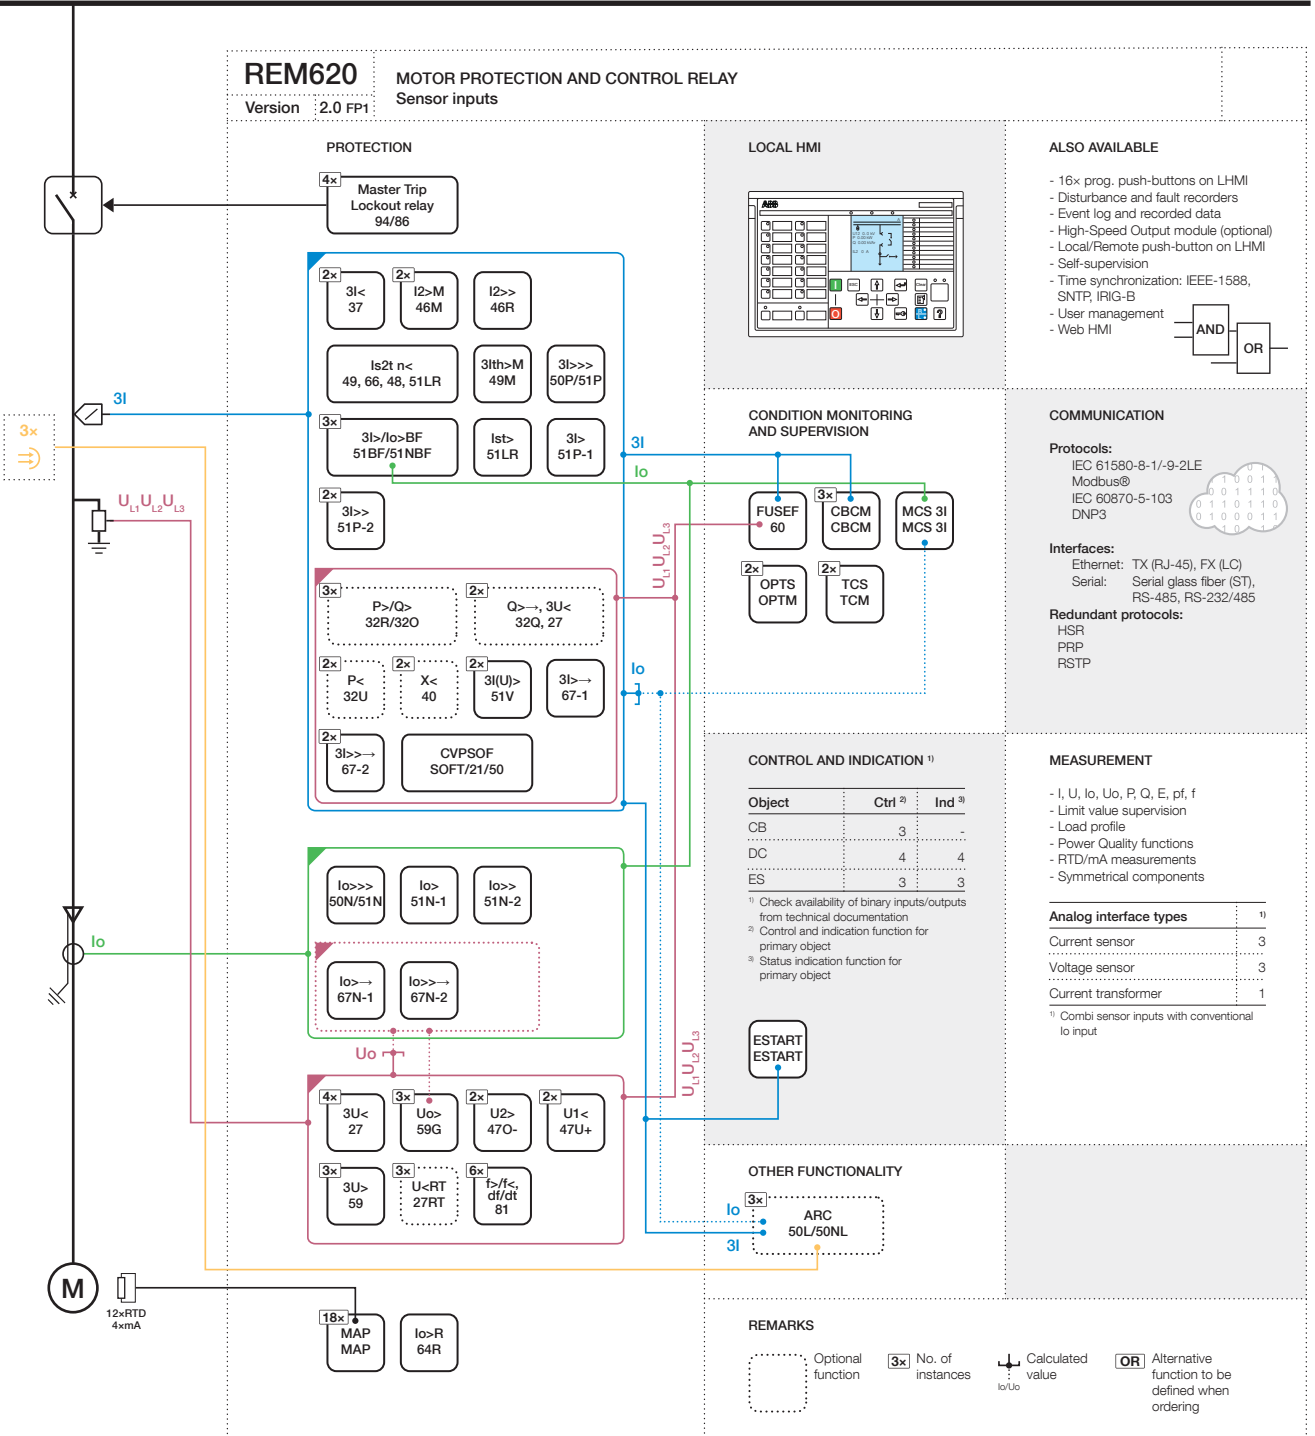 REM620
MOTOR PROTECTION AND CONTROL RELAY
Sensor inputs
Version 2.0 FP1
PROTECTION
4×
Master Trip
Lockout relay
94/86
2×
3I<
37
2×
I2>M
46M
I2>>
46R
Is2t n<
49, 66, 48, 51LR
3Ith>M
49M
3I>>>
50P/51P
3×
3I>/Io>BF
51BF/51NBF
Ist>
51LR
3I>
51P-1
2×
3I>>
51P-2
3×
P>/Q>
32R/32O
2×
Q>→, 3U<
32Q, 27
2×
P<
32U
2×
X<
40
2×
3I(U)>
51V
3I>→
67-1
2×
3I>>→
67-2
CVPSOF
SOFT/21/50
Io>>>
50N/51N
Io>
51N-1
Io>>
51N-2
Io>→
67N-1
Io>>→
67N-2
Uo
4×
3U<
27
3×
Uo>
59G
2×
U2>
47O-
2×
U1<
47U+
3×
3U>
59
3×
U<RT
27RT
6×
f>/f<,
df/dt
81
18×
MAP
MAP
Io>R
64R
3I
3×
UL1UL2UL3
Io
M
12×RTD
4×mA
3I
Io
UL1UL2UL3
Io
UL1UL2UL3
LOCAL HMI
ABB
CONDITION MONITORING
AND SUPERVISION
FUSEF
60
3×
CBCM
CBCM
MCS 3I
MCS 3I
2×
OPTS
OPTM
2×
TCS
TCM
CONTROL AND INDICATION 1)
Object Ctrl 2) Ind 3)
CB 3 -
DC 4 4
ES 3 3
1) Check availability of binary inputs/outputs
from technical documentation
2) Control and indication function for
primary object
3) Status indication function for
primary object
ESTART
ESTART
OTHER FUNCTIONALITY
3×
ARC
50L/50NL
Io
3I
ALSO AVAILABLE
- 16× prog. push-buttons on LHMI
- Disturbance and fault recorders
- Event log and recorded data
- High-Speed Output module (optional)
- Local/Remote push-button on LHMI
- Self-supervision
- Time synchronization: IEEE-1588,
SNTP, IRIG-B
- User management
- Web HMI
AND
OR
COMMUNICATION
Protocols:
IEC 61580-8-1/-9-2LE
Modbus®
IEC 60870-5-103
DNP3
Interfaces:
Ethernet: TX (RJ-45), FX (LC)
Serial: Serial glass fiber (ST),
RS-485, RS-232/485
Redundant protocols:
HSR
PRP
RSTP
MEASUREMENT
- I, U, Io, Uo, P, Q, E, pf, f
- Limit value supervision
- Load profile
- Power Quality functions
- RTD/mA measurements
- Symmetrical components
Analog interface types 1)
Current sensor 3
Voltage sensor 3
Current transformer 1
1) Combi sensor inputs with conventional
Io input
REMARKS
Optional
function
3× No. of
instances
Calculated
value
Io/Uo
OR Alternative
function to be
defined when
ordering